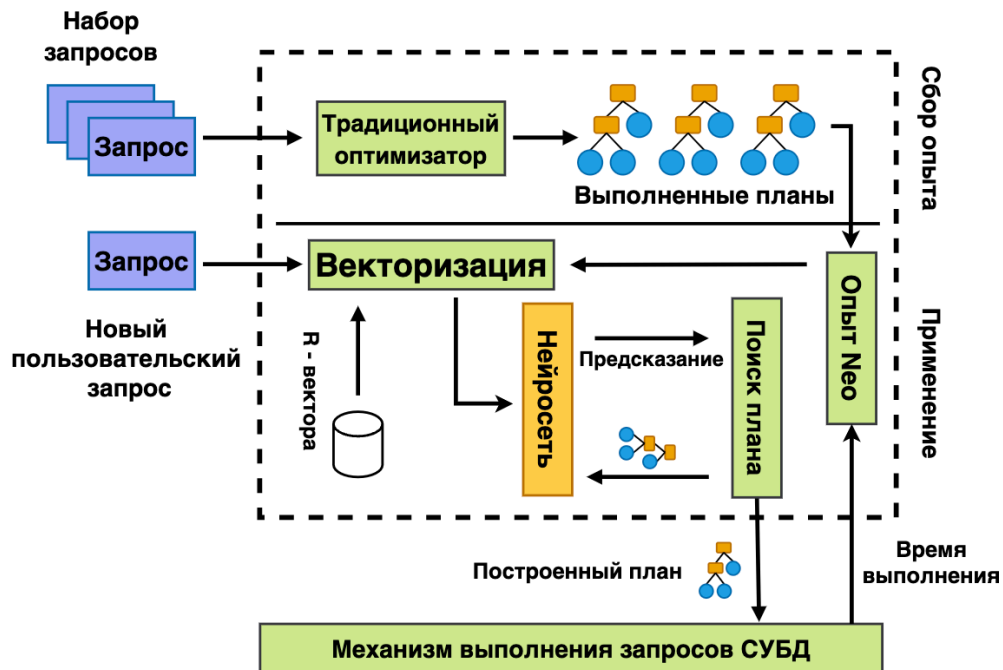 Набор
запросов
Запрос
Традиционный
оптимизатор
Выполненные планы
Сбор опыта
Запрос
Векторизация
Новый
пользовательский
запрос
R - вектора
Нейросеть
Предсказание
Поиск плана
Опыт Neo
Применение
Построенный план
Время
выполнения
Механизм выполнения запросов СУБД